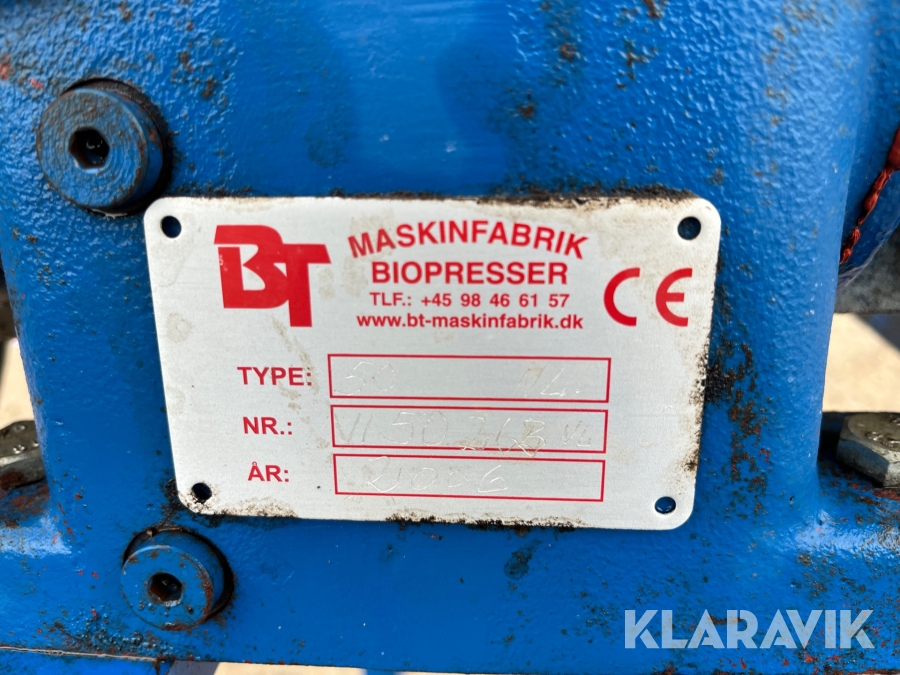 BT
MASKINFABRIK
BIOPRESSER
TLF.: +45 98 46 61 57
www.bt-maskinfabrik.dk
CE
TYPE: 50
NR.:
ÅR: 2006
KLARAVIK